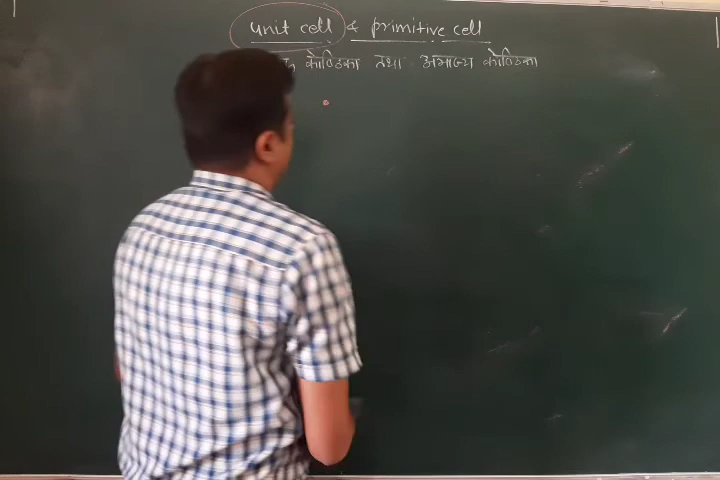 unit cell & primitive cell
कोष्ठिका तथा अभाज्य कोष्ठिका